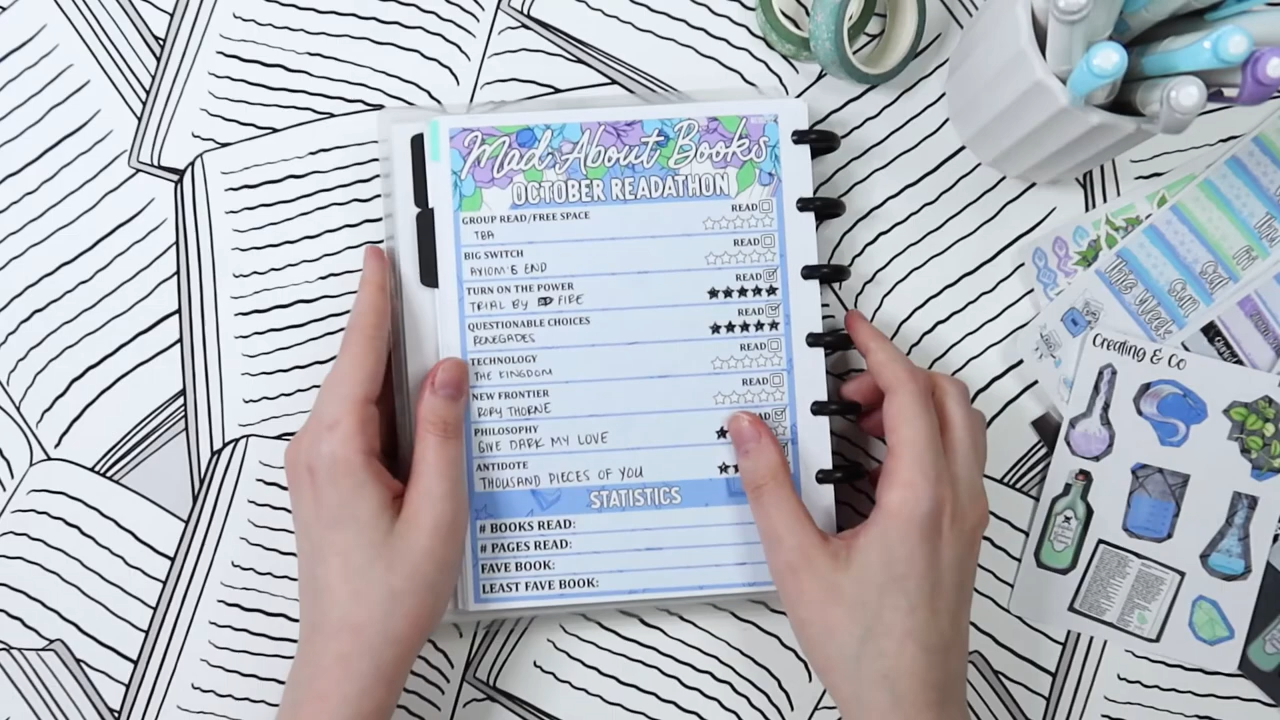 Mad About Books
OCTOBER READATHON
GROUP READ/FREE SPACE READ
TBA
BIG SWITCH READ
AXIOM'S END
TURN ON THE POWER READ
TRIAL BY FIRE
QUESTIONABLE CHOICES READ
RENEGADES
TECHNOLOGY READ
THE KINGDOM
NEW FRONTIER READ
RORY THORNE
PHILOSOPHY
GIVE DARK MY LOVE
ANTIDOTE
THOUSAND PIECES OF YOU
STATISTICS
# BOOKS READ:
# PAGES READ:
FAVE BOOK:
LEAST FAVE BOOK:
This Week
Sun
Sat
Fri
Creating & Co